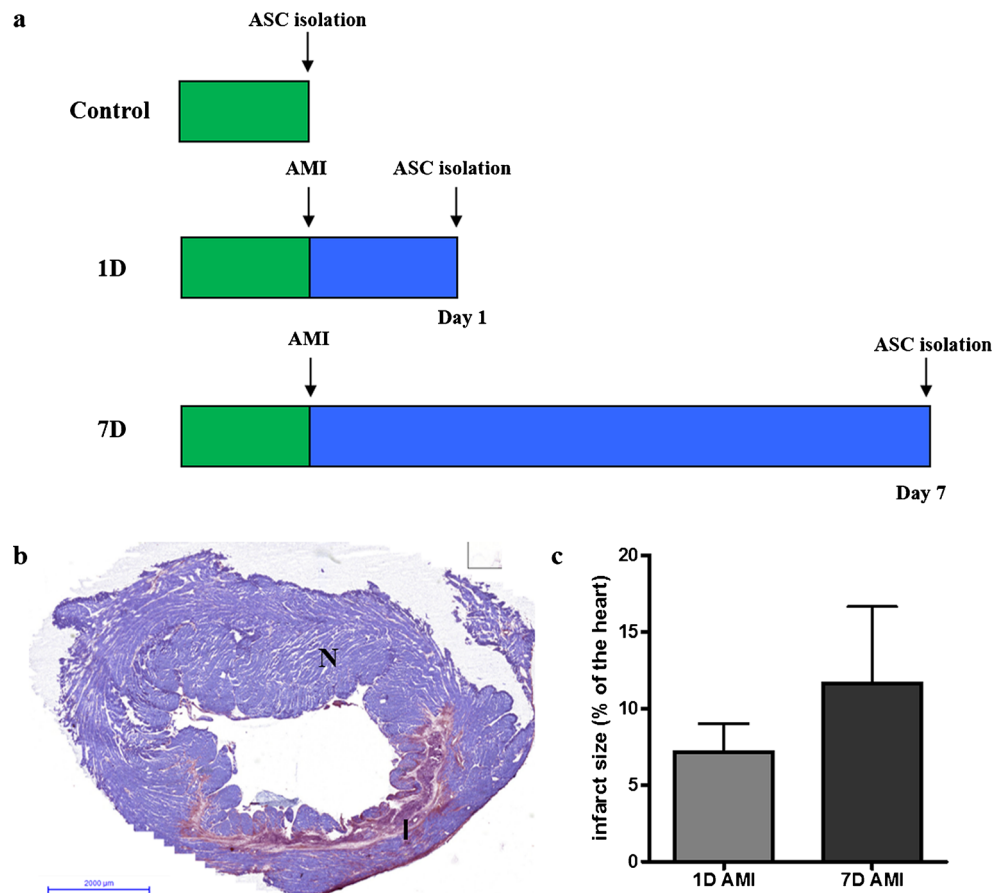 a
ASC isolation
Control
AMI
ASC isolation
1D
Day 1
AMI
ASC isolation
7D
Day 7
b
N
I
2000 µm
c
infarct size (% of the heart)
20
15
10
5
0
1D AMI
7D AMI